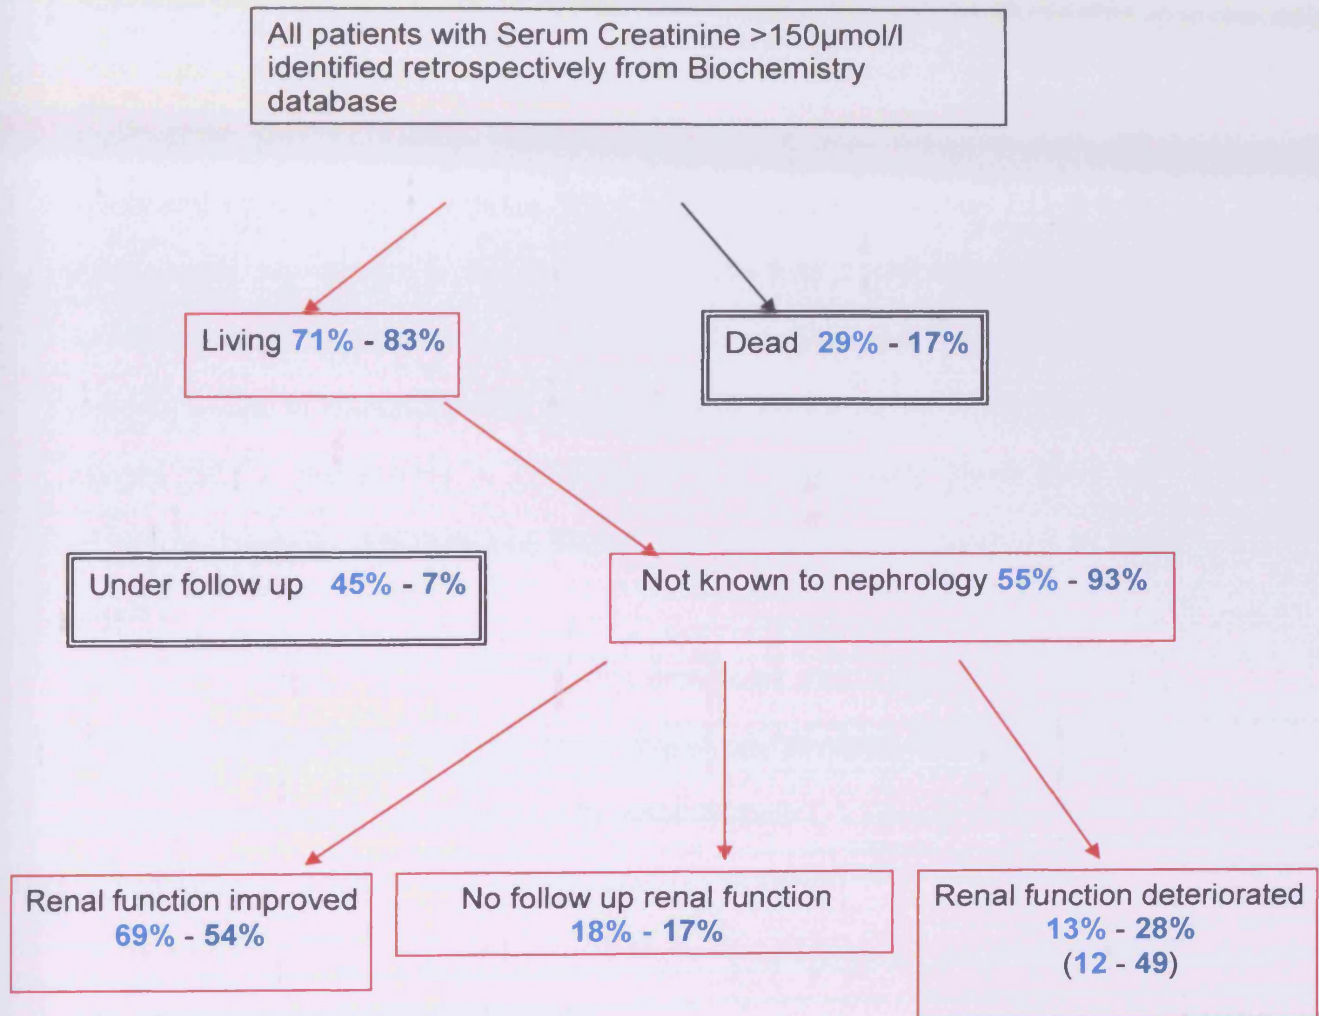 All patients with Serum Creatinine >150µmol/l
identified retrospectively from Biochemistry
database
Living 71% - 83%
Dead 29% - 17%
Under follow up 45% - 7%
Not known to nephrology 55% - 93%
Renal function improved
69% - 54%
No follow up renal function
18% - 17%
Renal function deteriorated
13% - 28%
(12 - 49)